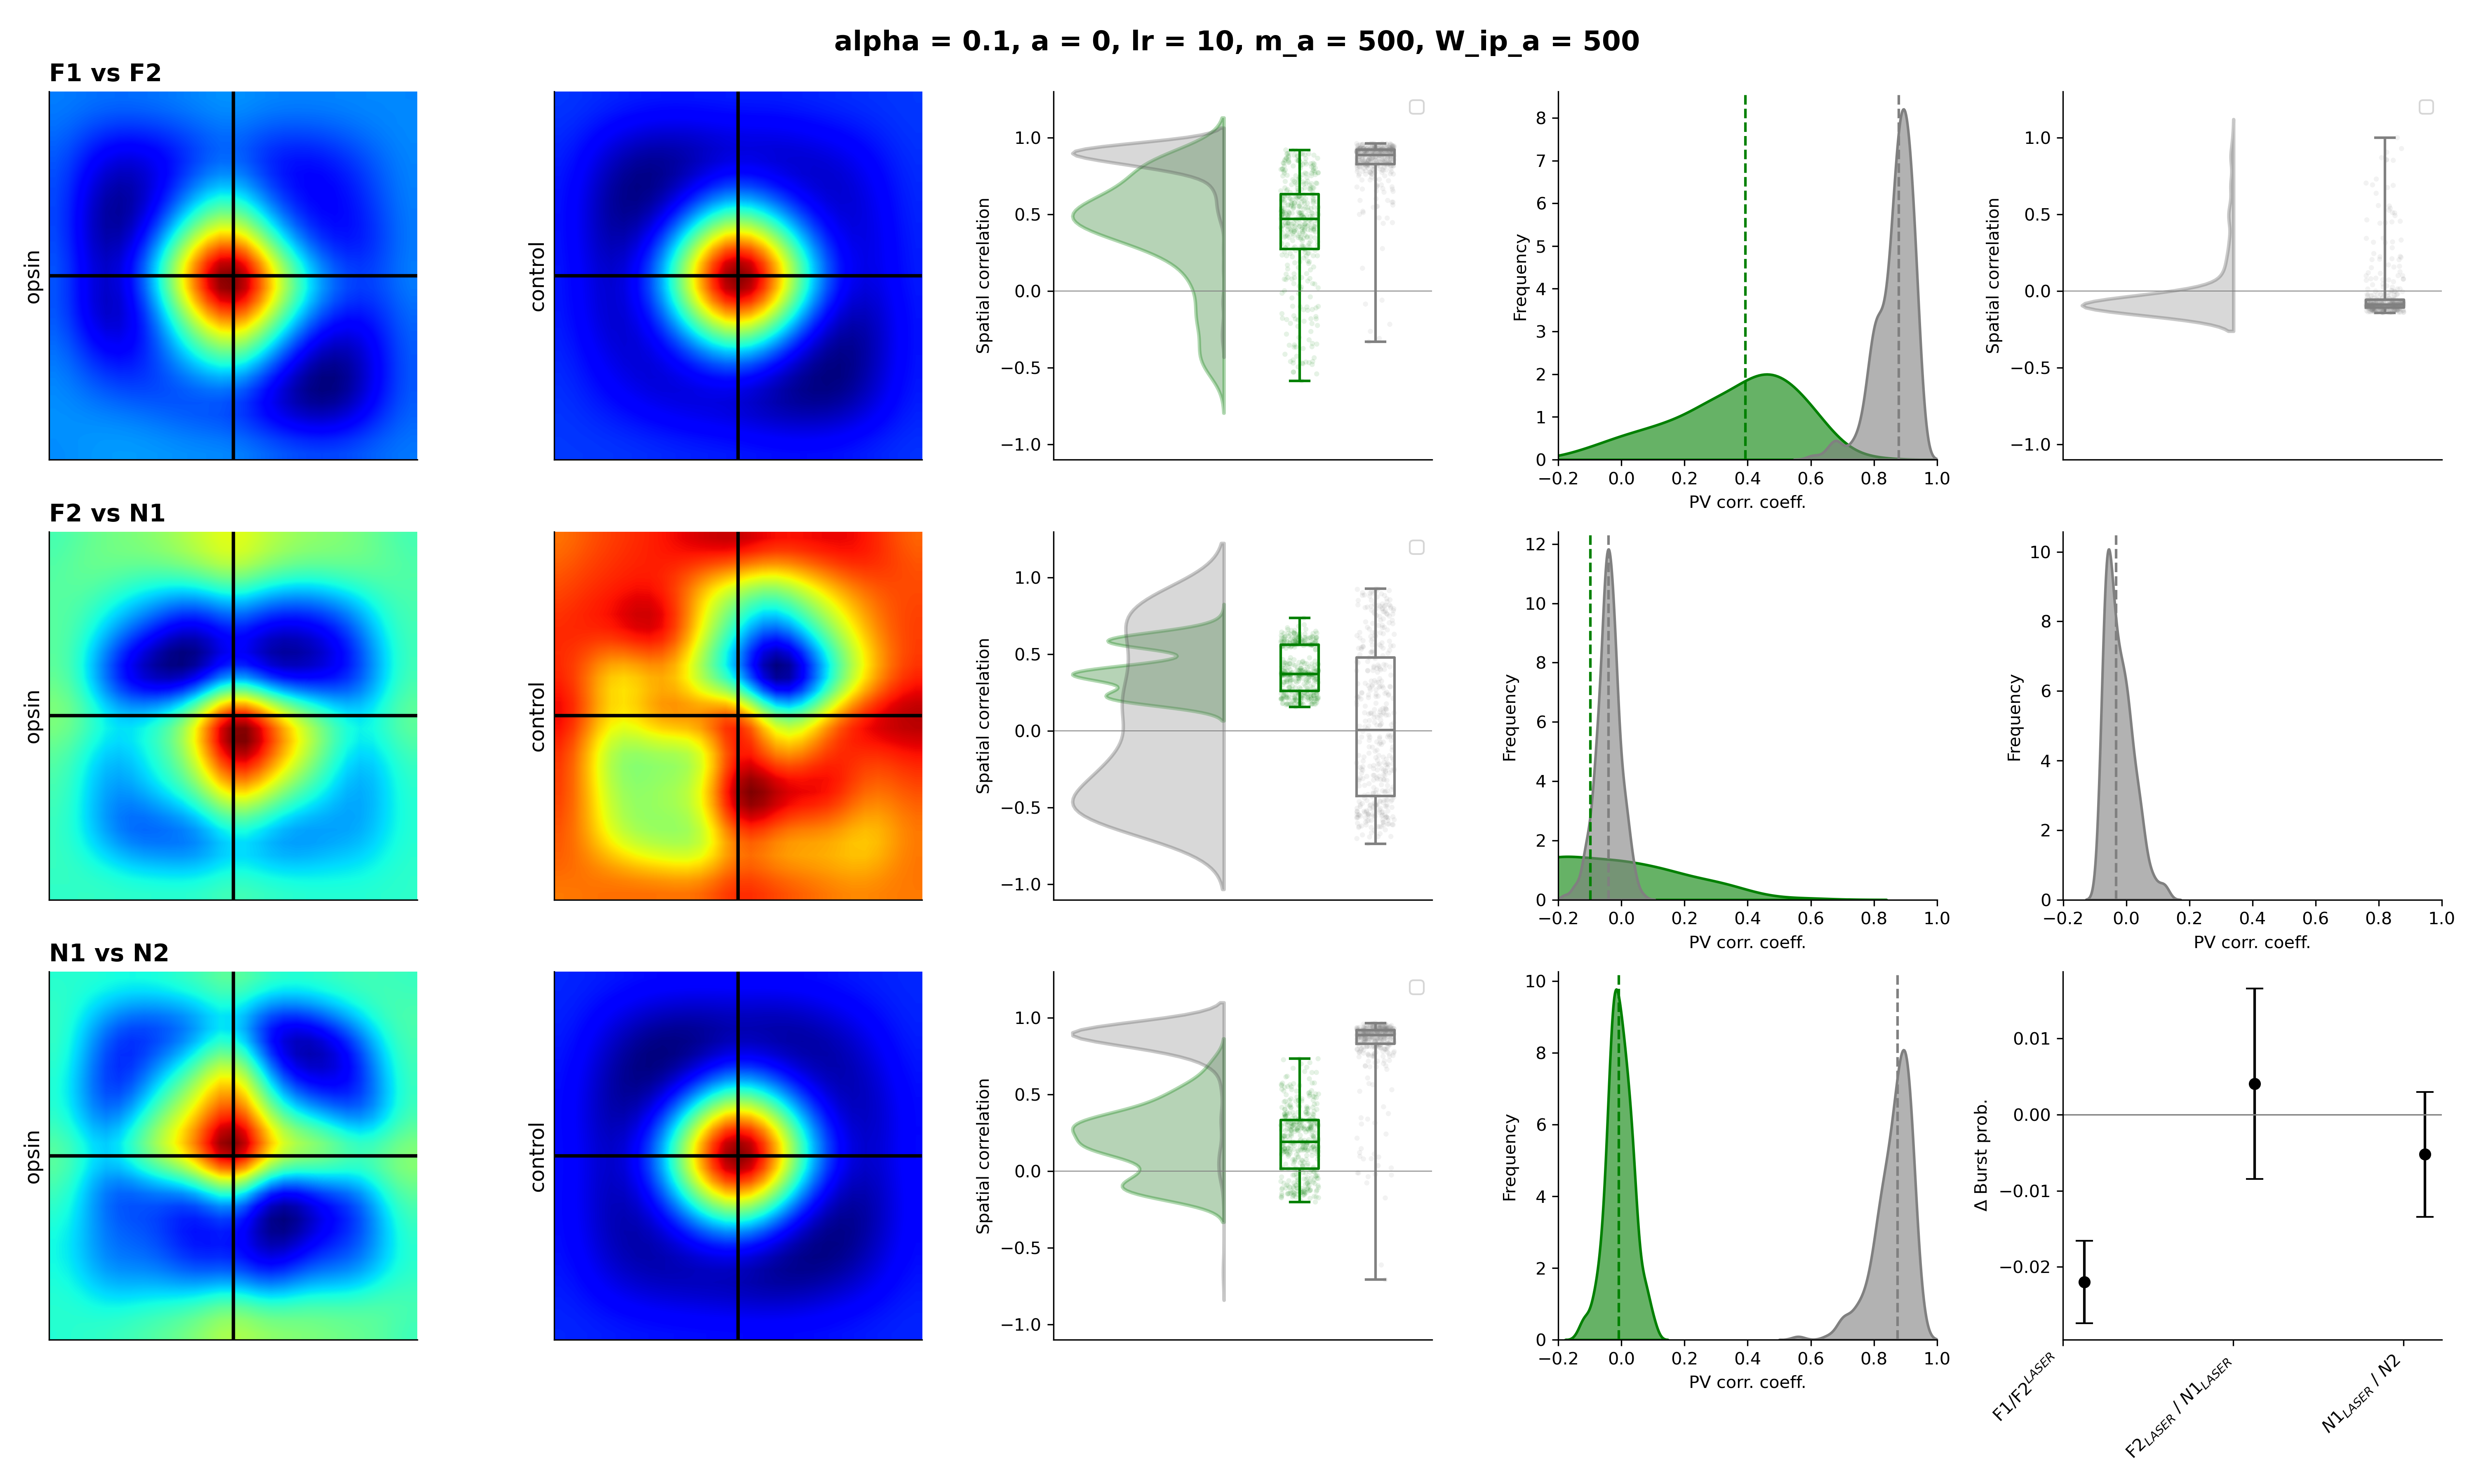 alpha = 0.1, a = 0, lr = 10, m_a = 500, W_ip_a = 500
F1 vs F2
opsin
control
Spatial correlation
1.0
0.5
0.0
−0.5
−1.0
Frequency
8
7
6
5
4
3
2
1
0
−0.2 0.0 0.2 0.4 0.6 0.8 1.0
PV corr. coeff.
Spatial correlation
1.0
0.5
0.0
−0.5
−1.0
F2 vs N1
opsin
control
Spatial correlation
1.0
0.5
0.0
−0.5
−1.0
Frequency
12
10
8
6
4
2
0
−0.2 0.0 0.2 0.4 0.6 0.8 1.0
PV corr. coeff.
Frequency
10
8
6
4
2
0
−0.2 0.0 0.2 0.4 0.6 0.8 1.0
PV corr. coeff.
N1 vs N2
opsin
control
Spatial correlation
1.0
0.5
0.0
−0.5
−1.0
Frequency
10
8
6
4
2
0
−0.2 0.0 0.2 0.4 0.6 0.8 1.0
PV corr. coeff.
Δ Burst prob.
0.01
0.00
−0.01
−0.02
F1/F2^LASER
F2_LASER / N1_LASER
N1_LASER / N2